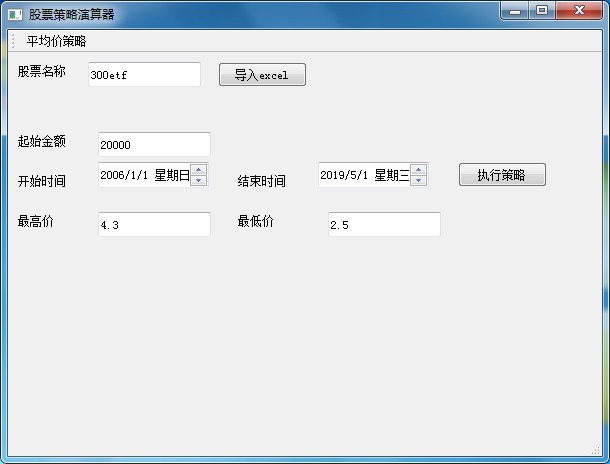 股票策略演算器
平均价策略
股票名称 300etf 导入excel
起始金额 20000
开始时间 2006/1/1 星期日 结束时间 2019/5/1 星期三 执行策略
最高价 4.3 最低价 2.5